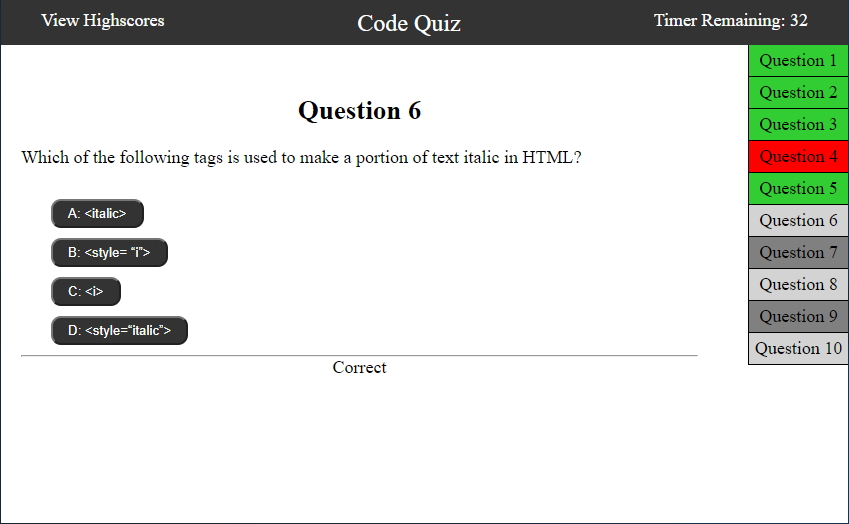 View Highscores
Code Quiz
Timer Remaining: 32
Question 1
Question 2
Question 3
Question 4
Question 5
Question 6
Question 7
Question 8
Question 9
Question 10
Question 6
Which of the following tags is used to make a portion of text italic in HTML?
A: <italic>
B: <style= “i”>
C: <i>
D: <style=“italic”>
Correct